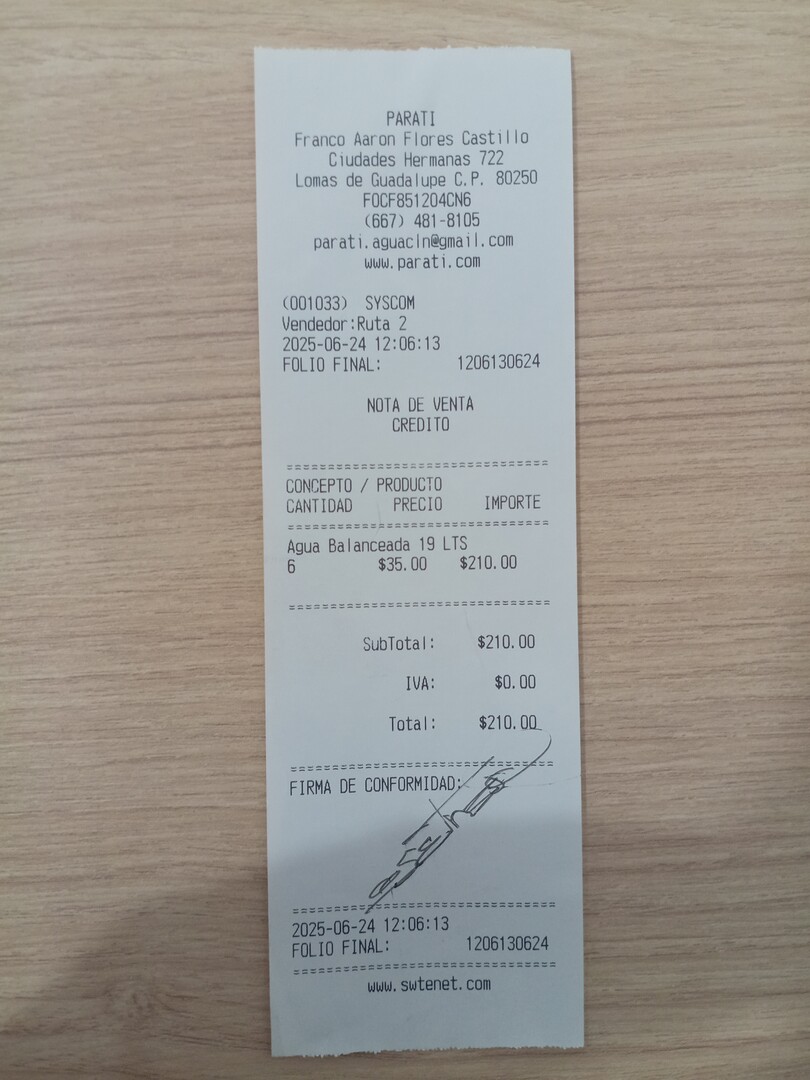 PARATI
Franco Aaron Flores Castillo
Ciudades Hermanas 722
Lomas de Guadalupe C.P. 80250
FOCF851204CN6
(667) 481-8105
parati.aguacln@gmail.com
www.parati.com
(001033) SYSCOM
Vendedor:Ruta 2
2025-06-24 12:06:13
FOLIO FINAL: 1206130624
NOTA DE VENTA
CREDITO
==================================
CONCEPTO / PRODUCTO
CANTIDAD PRECIO IMPORTE
==================================
Agua Balanceada 19 LTS
6 $35.00 $210.00
==================================
SubTotal: $210.00
IVA: $0.00
Total: $210.00
==================================
FIRMA DE CONFORMIDAD:
==================================
2025-06-24 12:06:13
FOLIO FINAL: 1206130624
==================================
www.swtenet.com